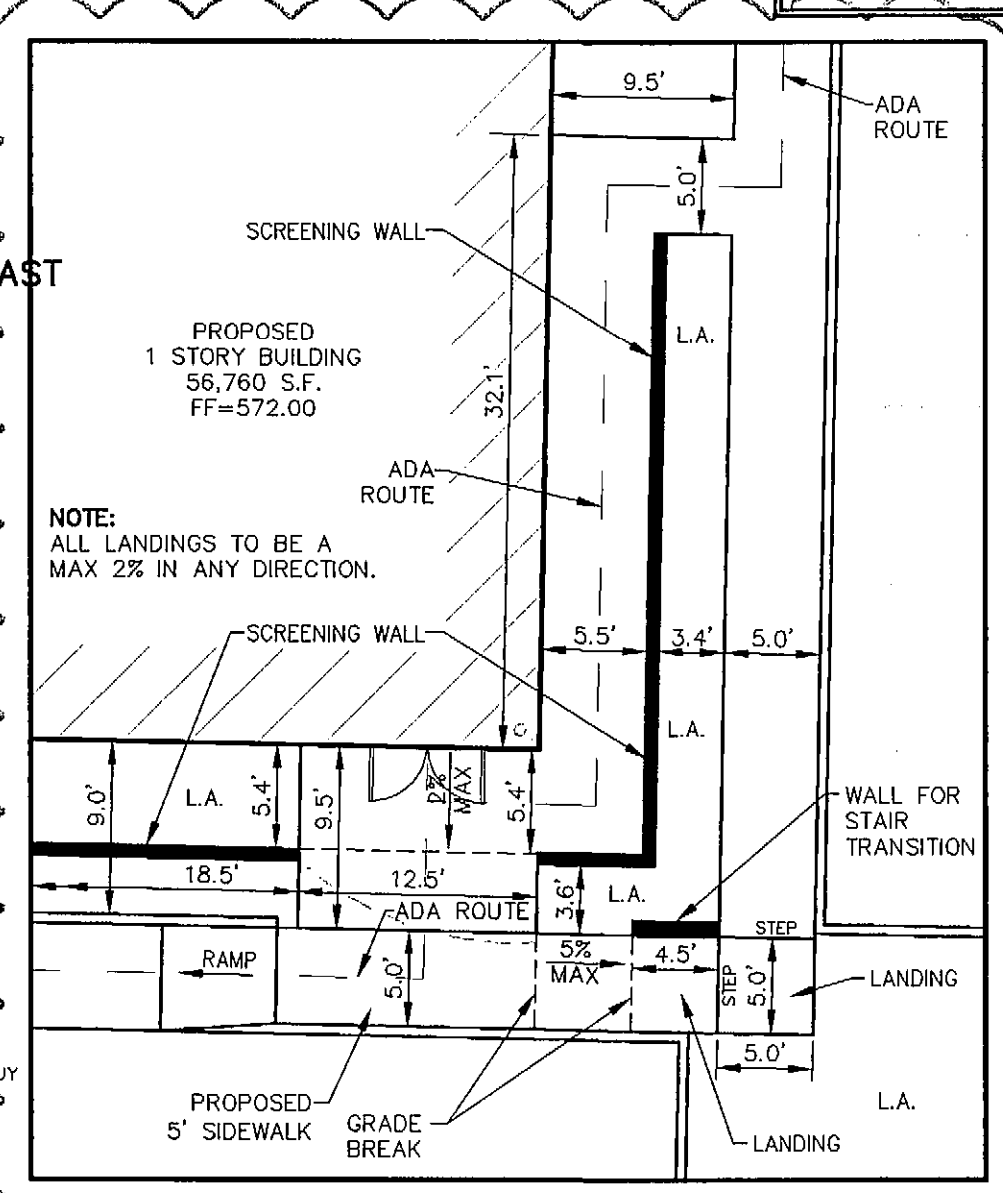 9.5'
ADA
ROUTE
5.0'
SCREENING WALL
AST
L.A.
PROPOSED
1 STORY BUILDING
56,760 S.F.
FF=572.00
32.1'
ADA
ROUTE
NOTE:
ALL LANDINGS TO BE A
MAX 2% IN ANY DIRECTION.
SCREENING WALL
5.5'
3.4'
5.0'
L.A.
9.0'
L.A.
5.4'
9.5'
2%
MAX
5.4'
WALL FOR
STAIR
TRANSITION
18.5'
12.5'
3.6'
L.A.
ADA ROUTE
STEP
RAMP
5.0'
5%
MAX
4.5'
STEP
5.0'
LANDING
5.0'
UY
PROPOSED
5' SIDEWALK
GRADE
BREAK
LANDING
L.A.